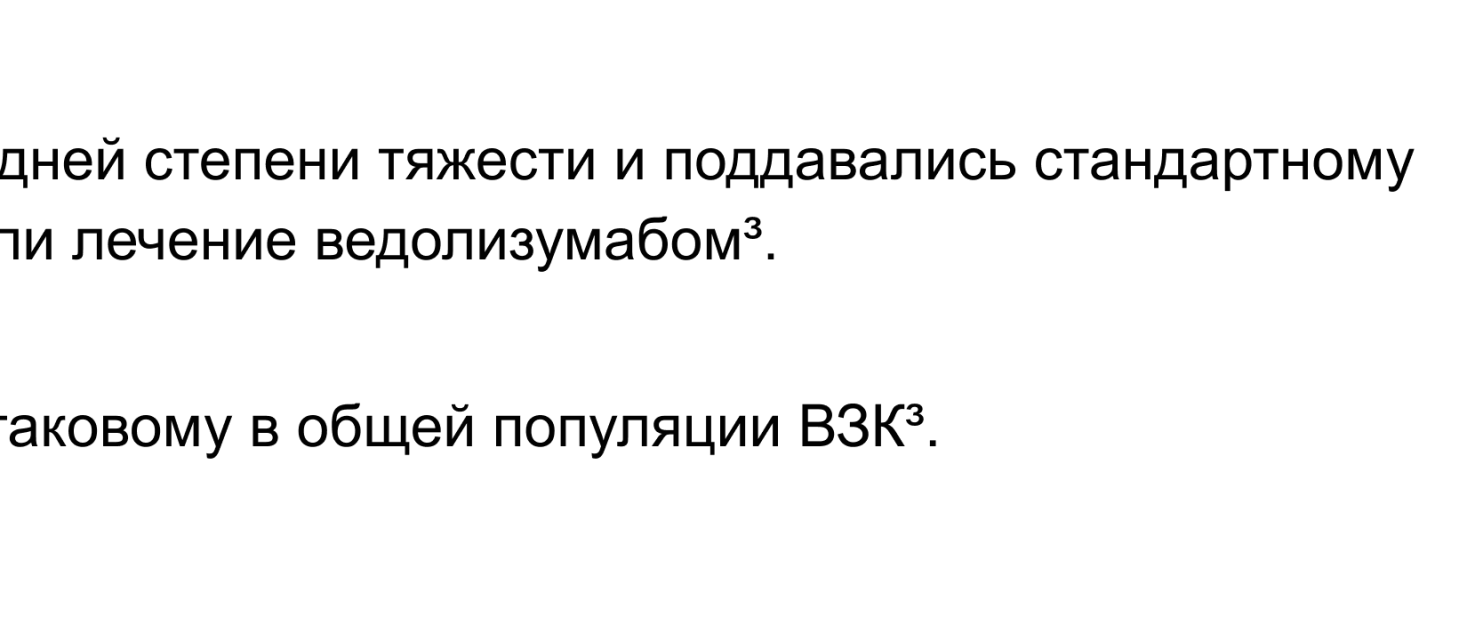 дней степени тяжести и поддавались стандартному
ли лечение ведолизумабом³.
таковому в общей популяции ВЗК³.